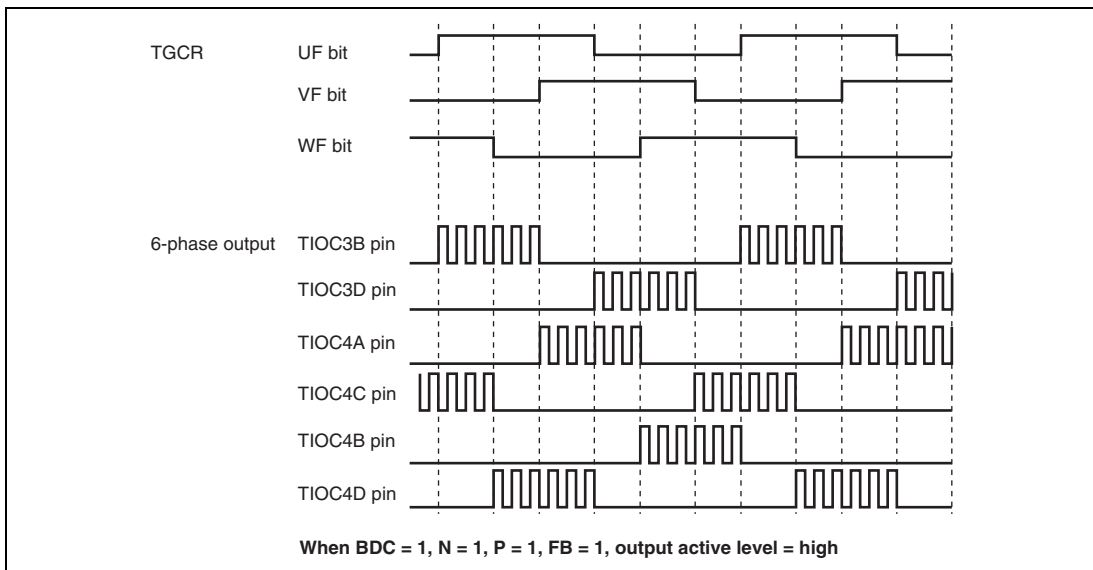 TGCR UF bit
VF bit
WF bit
6-phase output TIOC3B pin
TIOC3D pin
TIOC4A pin
TIOC4C pin
TIOC4B pin
TIOC4D pin
When BDC = 1, N = 1, P = 1, FB = 1, output active level = high